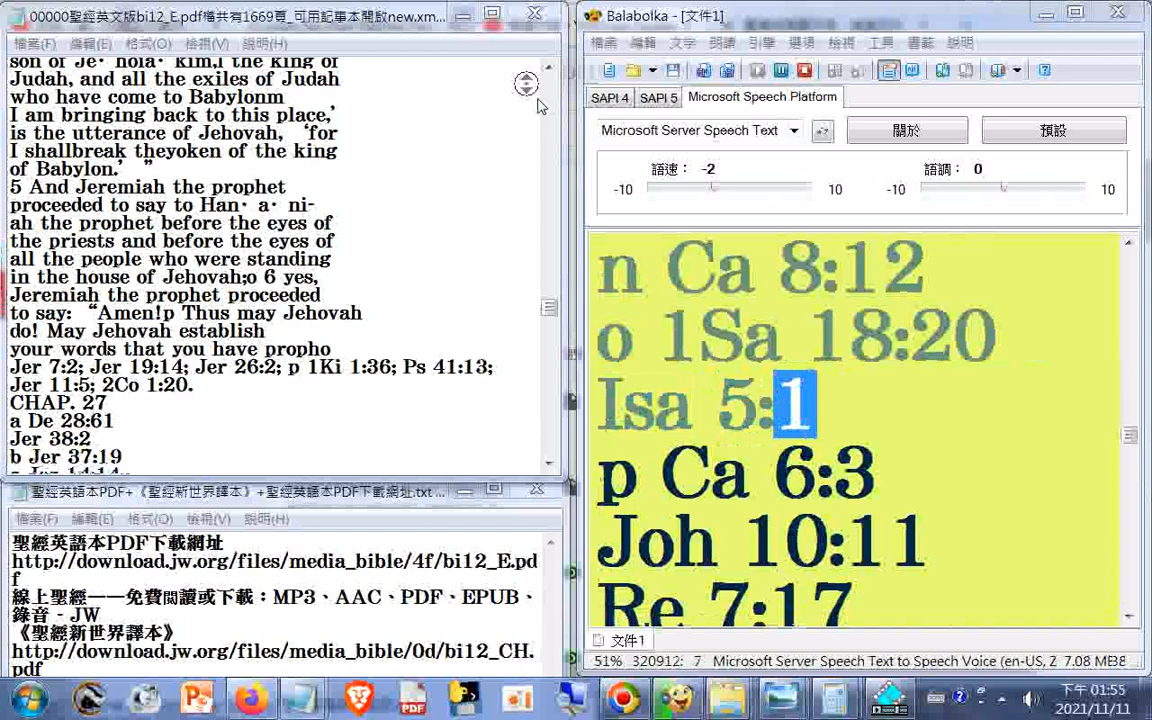 00000聖經英文版bi12_E.pdf檔共有1669頁_可用記事本開啟new.xm...
檔案(F) 編輯(E) 格式(O) 檢視(V) 說明(H)
son of Je· hoia· kim,l the king of
Judah, and all the exiles of Judah
who have come to Babylonm
I am bringing back to this place,’
is the utterance of Jehovah, ‘for
I shallbreak theyoken of the king
of Babylon.’ ”
5 And Jeremiah the prophet
proceeded to say to Han· a· ni-
ah the prophet before the eyes of
the priests and before the eyes of
all the people who were standing
in the house of Jehovah;o 6 yes,
Jeremiah the prophet proceeded
to say: “Amen!p Thus may Jehovah
do! May Jehovah establish
your words that you have propho
Jer 7:2; Jer 19:14; Jer 26:2; p 1Ki 1:36; Ps 41:13;
Jer 11:5; 2Co 1:20.
CHAP. 27
a De 28:61
Jer 38:2
b Jer 37:19
聖經英語本PDF+《聖經新世界譯本》+聖經英語本PDF下載網址.txt ...
檔案(F) 編輯(E) 格式(O) 檢視(V) 說明(H)
聖經英語本PDF下載網址
http://download.jw.org/files/media_bible/4f/bi12_E.pd
f
線上聖經——免費閱讀或下載：MP3、AAC、PDF、EPUB、
錄音 - JW
《聖經新世界譯本》
http://download.jw.org/files/media_bible/0d/bi12_CH.
pdf
Balabolka - [文件1]
檔案 編輯 文字 朗讀 引擎 選項 檢視 工具 書籤 說明
SAPI 4 SAPI 5 Microsoft Speech Platform
Microsoft Server Speech Text 關於 預設
語速： -2 語調： 0
-10 10 -10 10
n Ca 8:12
o 1Sa 18:20
Isa 5:1
p Ca 6:3
Joh 10:11
Re 7:17
文件1
51% 320912: 7 Microsoft Server Speech Text to Speech Voice (en-US, Z 7.08 MB
下午 01:55
2021/11/11